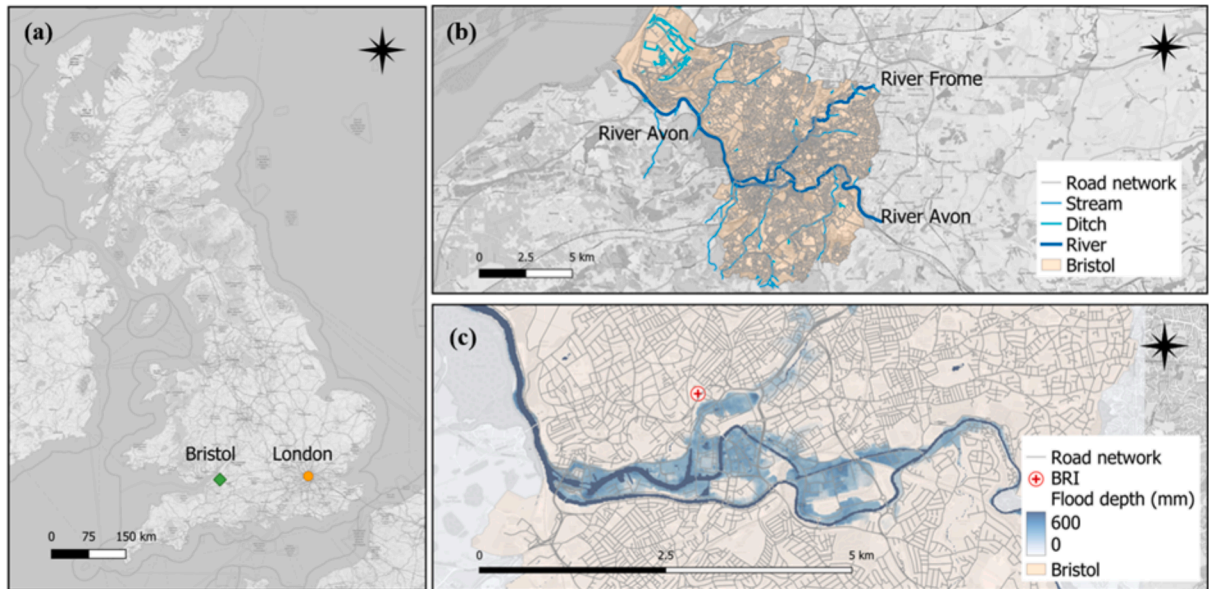 (a)
Bristol
London
0 75 150 km
(b)
River Frome
River Avon
River Avon
Road network
Stream
Ditch
River
Bristol
0 2.5 5 km
(c)
Road network
BRI
Flood depth (mm)
600
0
Bristol
0 2.5 5 km